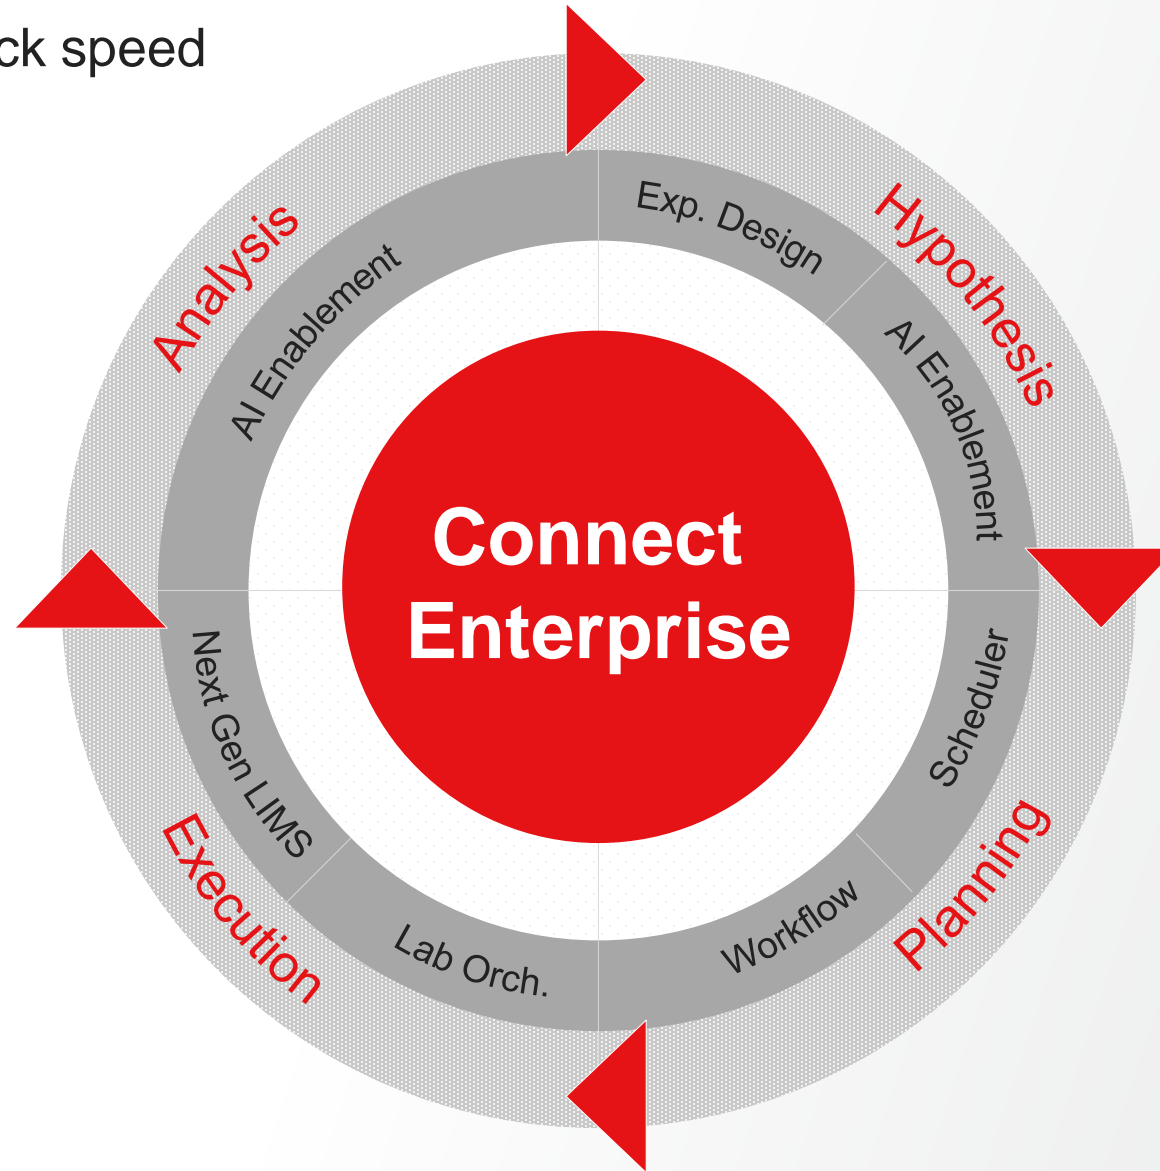 ck speed
Hypothesis
Exp. Design
AI Enablement
Planning
Scheduler
Workflow
Execution
Lab Orch.
Next Gen LIMS
Analysis
AI Enablement
Connect
Enterprise